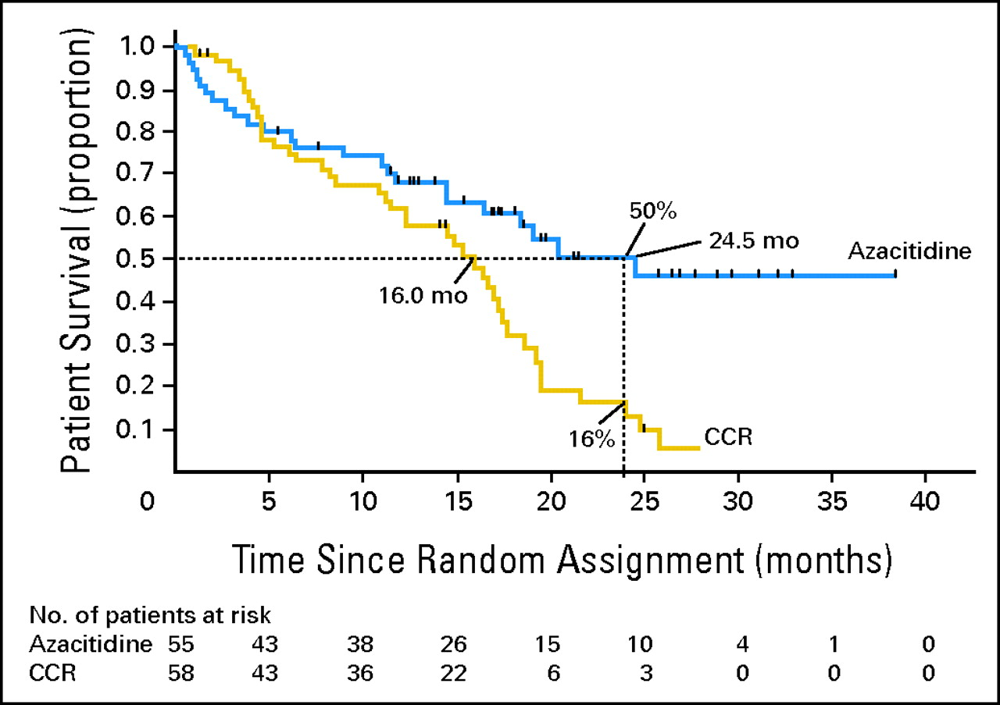 Patient Survival (proportion)
1.0
0.9
0.8
0.7
0.6
0.5
0.4
0.3
0.2
0.1
50%
24.5 mo
Azacitidine
16.0 mo
16%
CCR
0 5 10 15 20 25 30 35 40
Time Since Random Assignment (months)
No. of patients at risk
Azacitidine 55 43 38 26 15 10 4 1 0
CCR 58 43 36 22 6 3 0 0 0